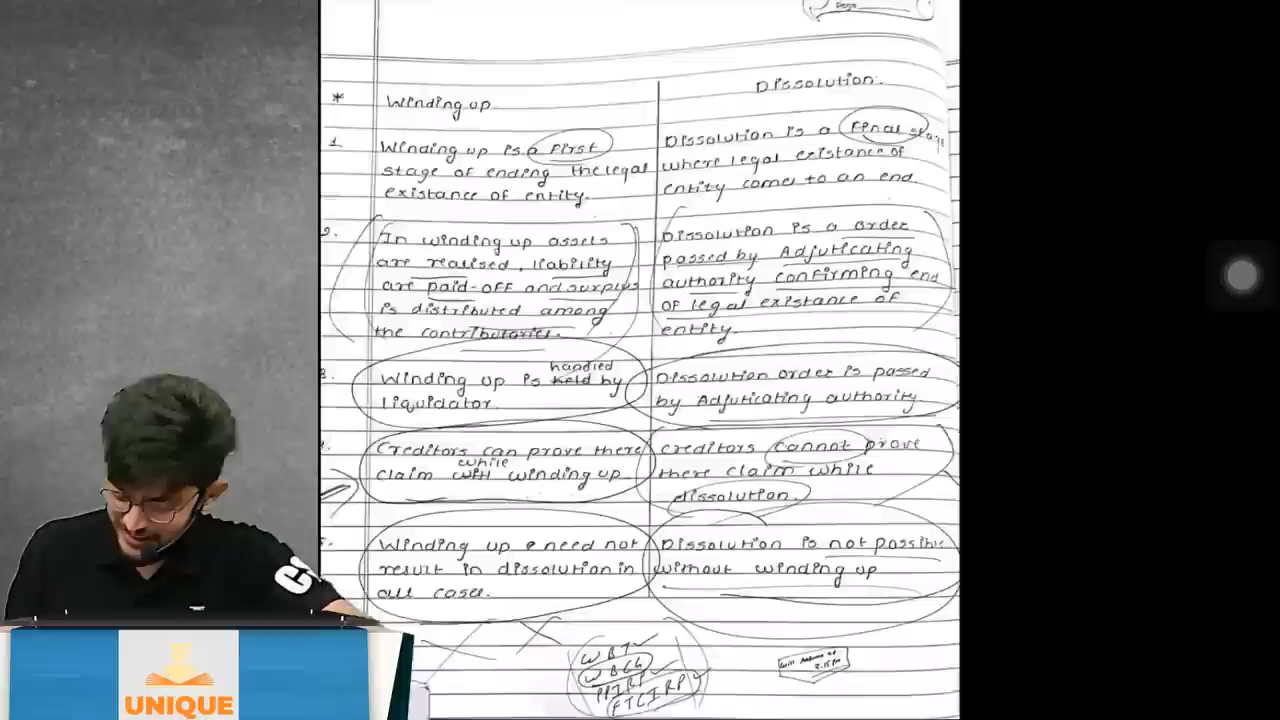 * Winding up
Dissolution.
1. Winding up is a first
stage of ending the legal
existance of entity.
Dissolution is a final stage
where legal existance of
entity comes to an end
2. In winding up assets
are realised, liability
are paid-off and surplus
is distributed among
the contributories.
Dissolution is a order
passed by Adjuticating
authority confirming end
of legal existance of
entity.
3. Winding up is held handled by
liquidator.
Dissolution order is passed
by Adjuticating authority
Creditors can prove there
claim while winding up
creditors cannot prove
there claim while
dissolution.
5. Winding up need not
result in dissolution in
all cases.
Dissolution is not possible
without winding up
WBT
WBCG
PPIRP
FTCIRP
UNIQUE